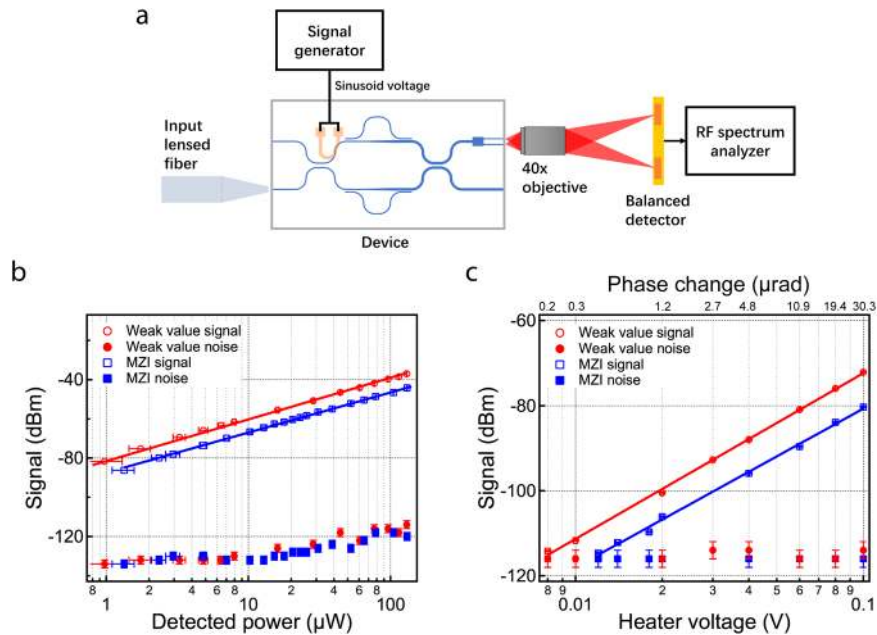 a
Signal
generator
Sinusoid voltage
Input
lensed
fiber
Device
40x
objective
Balanced
detector
RF spectrum
analyzer
b
Weak value signal
Weak value noise
MZI signal
MZI noise
Signal (dBm)
-40
-80
-120
8 1 2 3 4 5 6 8 10 2 3 4 5 6 8 100
Detected power (µW)
c
Phase change (µrad)
0.2 0.3 1.2 2.7 4.8 10.9 19.4 30.3
Weak value signal
Weak value noise
MZI signal
MZI noise
Signal (dBm)
-60
-80
-100
-120
8 9 0.01 2 3 4 5 6 7 8 9 0.1
Heater voltage (V)